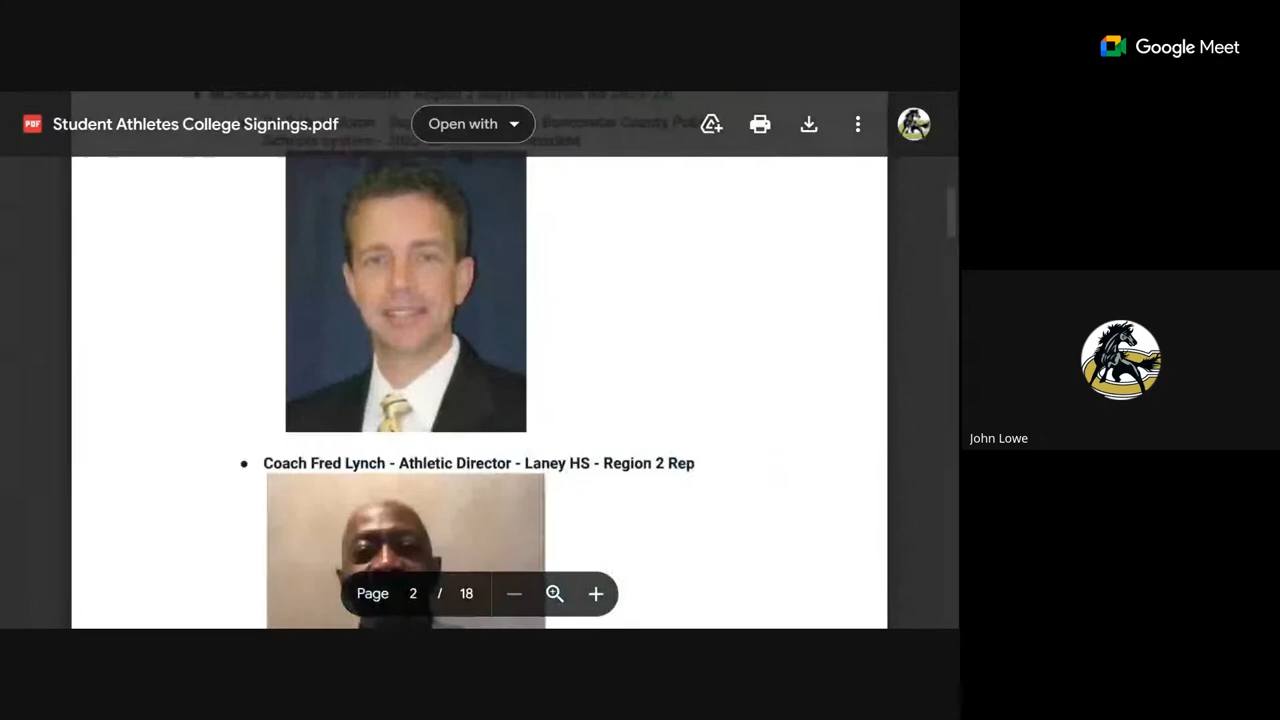 Google Meet
PDF
Student Athletes College Signings.pdf
Open with
Coach Fred Lynch - Athletic Director - Laney HS - Region 2 Rep
Page 2 / 18
John Lowe